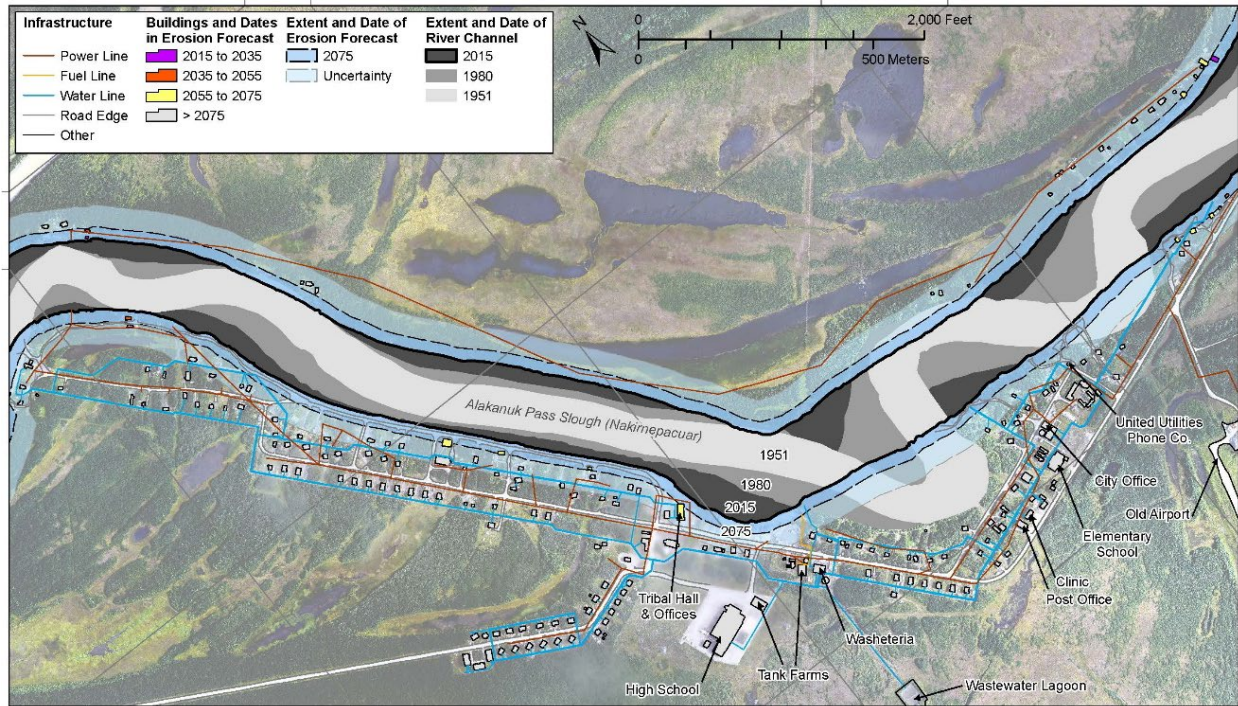 Infrastructure
Power Line
Fuel Line
Water Line
Road Edge
Other
Buildings and Dates
in Erosion Forecast
2015 to 2035
2035 to 2055
2055 to 2075
> 2075
Extent and Date of
Erosion Forecast
2075
Uncertainty
Extent and Date of
River Channel
2015
1980
1951
N
0
2,000 Feet
0
500 Meters
Alakanuk Pass Slough (Nakirnepacuar)
1951
1980
2015
2075
United Utilities
Phone Co.
City Office
Old Airport
Elementary
School
Clinic
Post Office
Tribal Hall
& Offices
Washeteria
Tank Farms
High School
Wastewater Lagoon